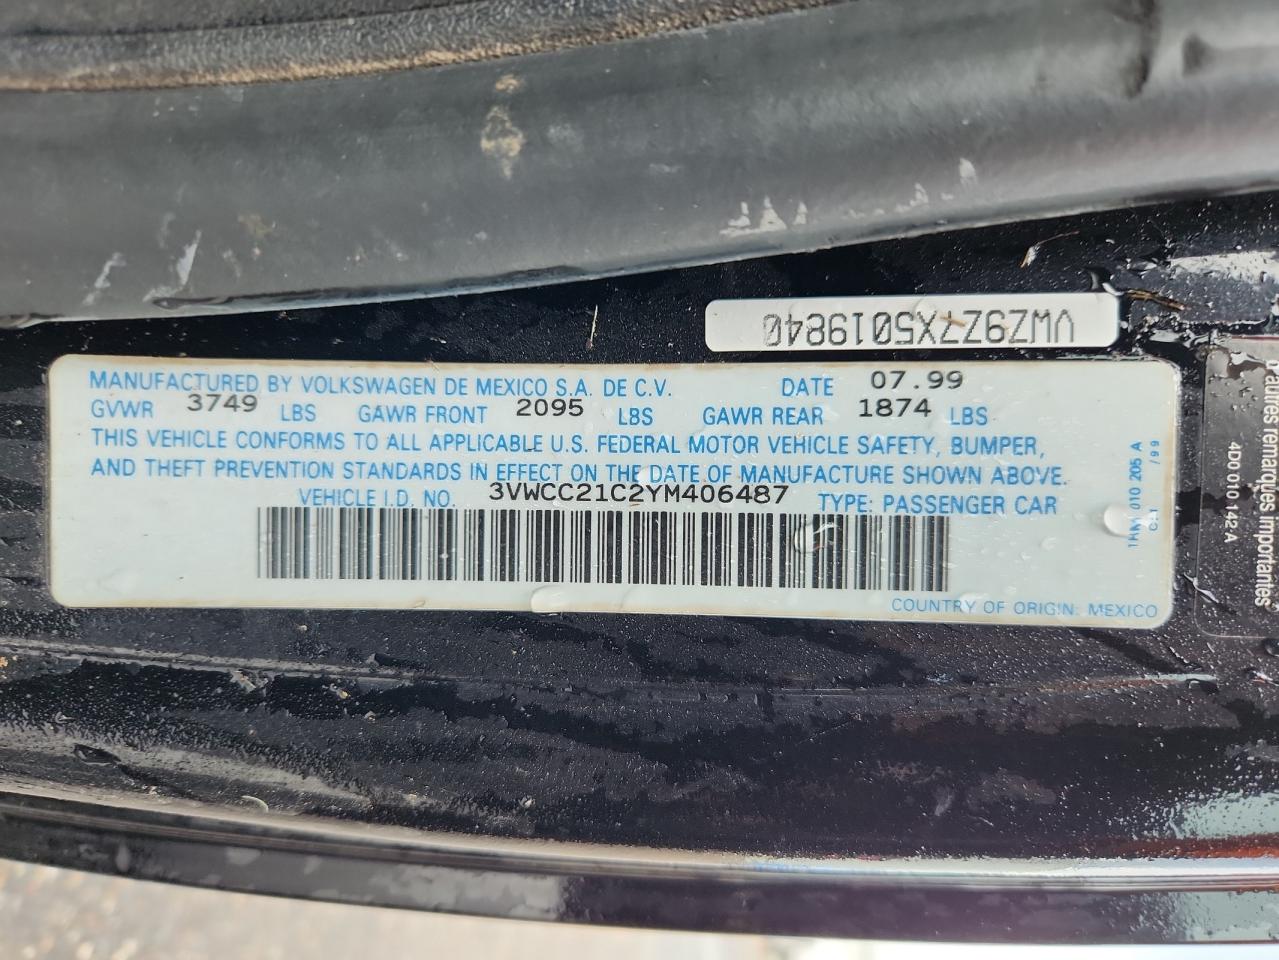 VWZ9Z7X5019840
MANUFACTURED BY VOLKSWAGEN DE MEXICO S.A. DE C.V. DATE 07.99
GVWR 3749 LBS GAWR FRONT 2095 LBS GAWR REAR 1874 LBS
THIS VEHICLE CONFORMS TO ALL APPLICABLE U.S. FEDERAL MOTOR VEHICLE SAFETY, BUMPER,
AND THEFT PREVENTION STANDARDS IN EFFECT ON THE DATE OF MANUFACTURE SHOWN ABOVE.
VEHICLE I.D. NO. 3VWCC21C2YM406487 TYPE: PASSENGER CAR
COUNTRY OF ORIGIN: MEXICO
010 205 A
/99
4D0 010 142 A
remarques importantes